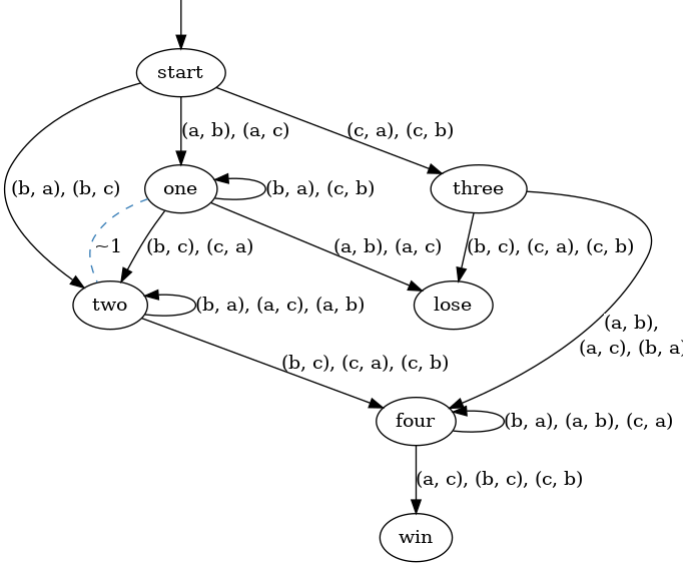 start
(a, b), (a, c)
(c, a), (c, b)
(b, a), (b, c)
one
(b, a), (c, b)
three
~1
(b, c), (c, a)
(a, b), (a, c)
(b, c), (c, a), (c, b)
two
(b, a), (a, c), (a, b)
lose
(a, b),
(a, c), (b, a)
(b, c), (c, a), (c, b)
four
(b, a), (a, b), (c, a)
(a, c), (b, c), (c, b)
win